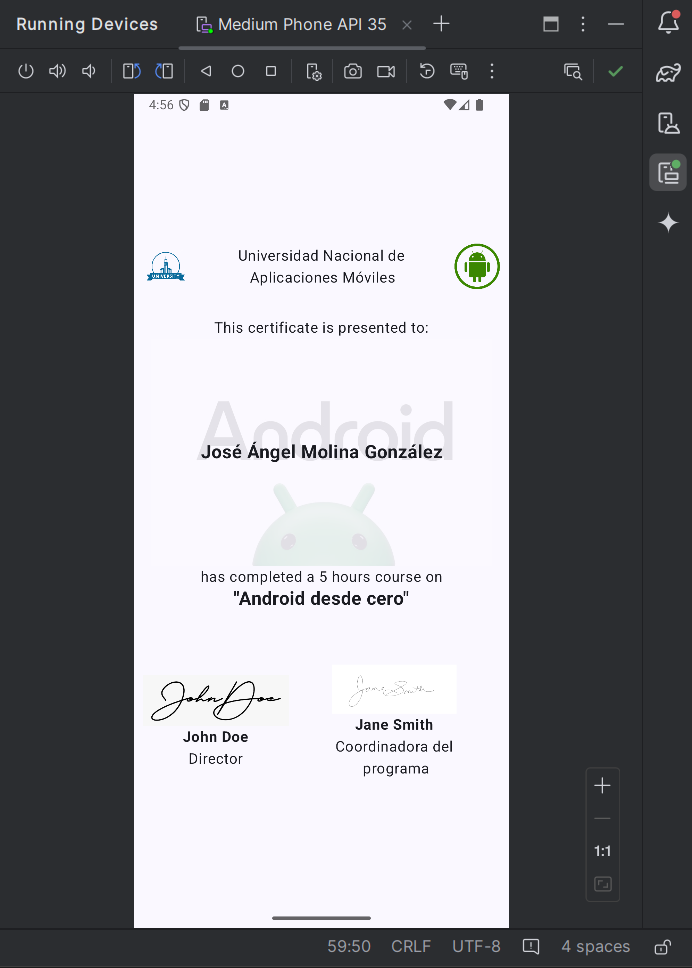 Running Devices
Medium Phone API 35
4:56
A
Universidad Nacional de
Aplicaciones Móviles
UNIVERSITY
This certificate is presented to:
Android
José Ángel Molina González
has completed a 5 hours course on
"Android desde cero"
John Doe
Jane Smith
John Doe
Director
Jane Smith
Coordinadora del
programa
1:1
59:50
CRLF
UTF-8
4 spaces